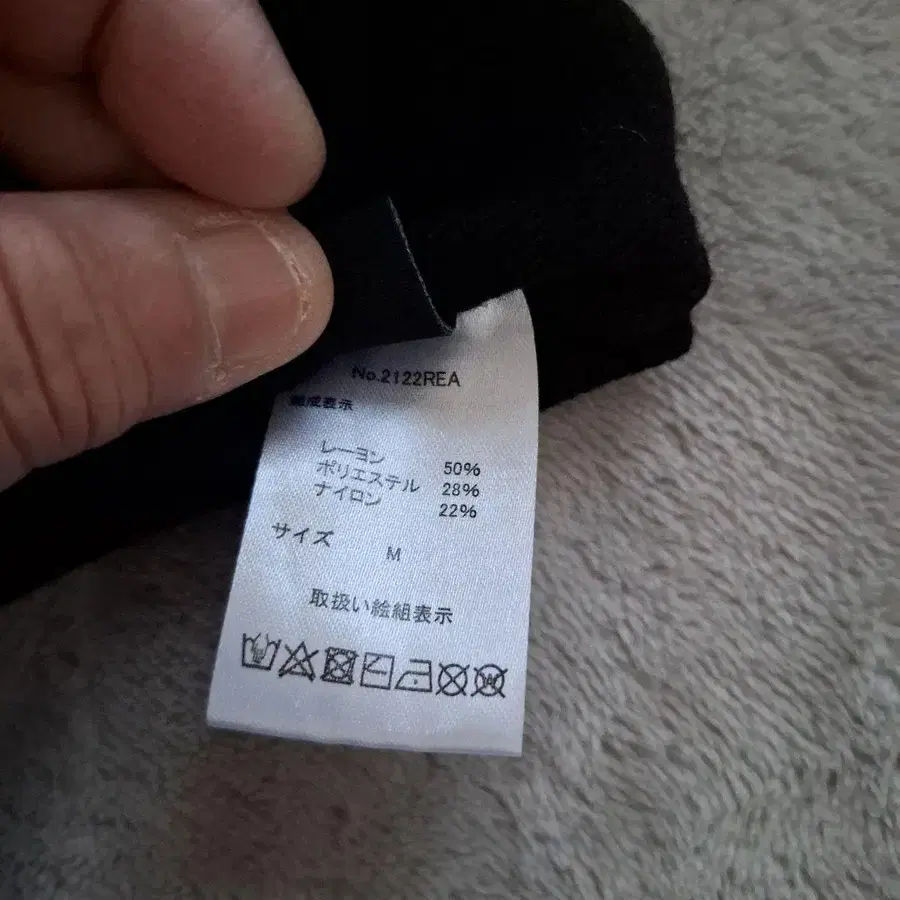 No.2122REA
組成表示
レーヨン 50%
ポリエステル 28%
ナイロン 22%
サイズ M
取扱い絵組表示